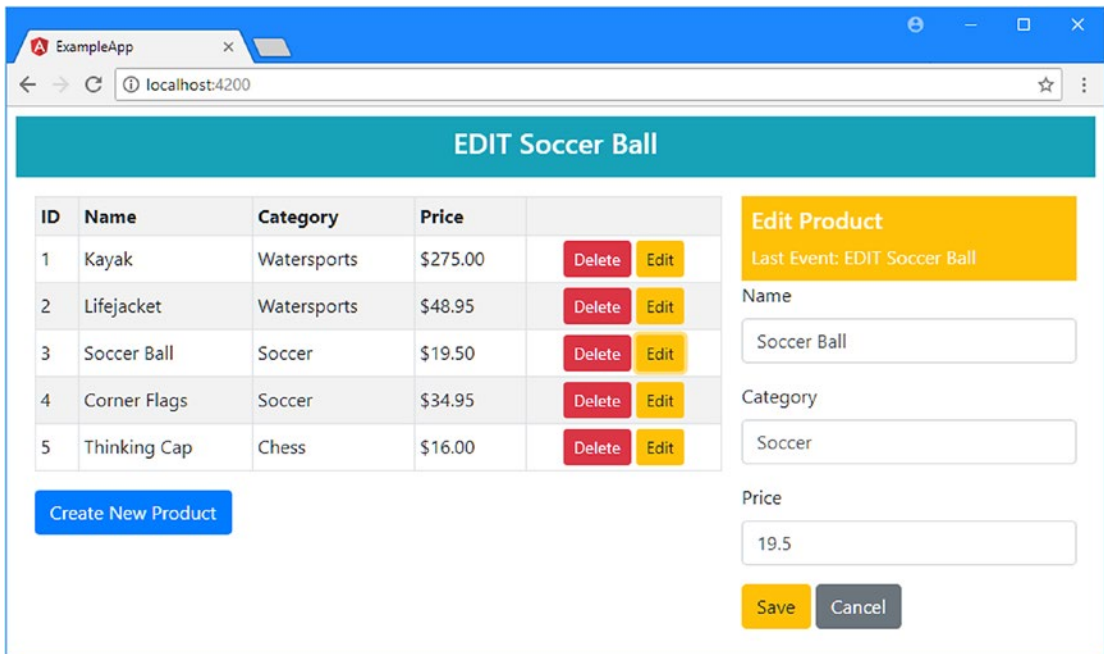 ExampleApp
localhost:4200
EDIT Soccer Ball
ID Name Category Price
1 Kayak Watersports $275.00 Delete Edit
2 Lifejacket Watersports $48.95 Delete Edit
3 Soccer Ball Soccer $19.50 Delete Edit
4 Corner Flags Soccer $34.95 Delete Edit
5 Thinking Cap Chess $16.00 Delete Edit
Create New Product
Edit Product
Last Event: EDIT Soccer Ball
Name
Soccer Ball
Category
Soccer
Price
19.5
Save Cancel